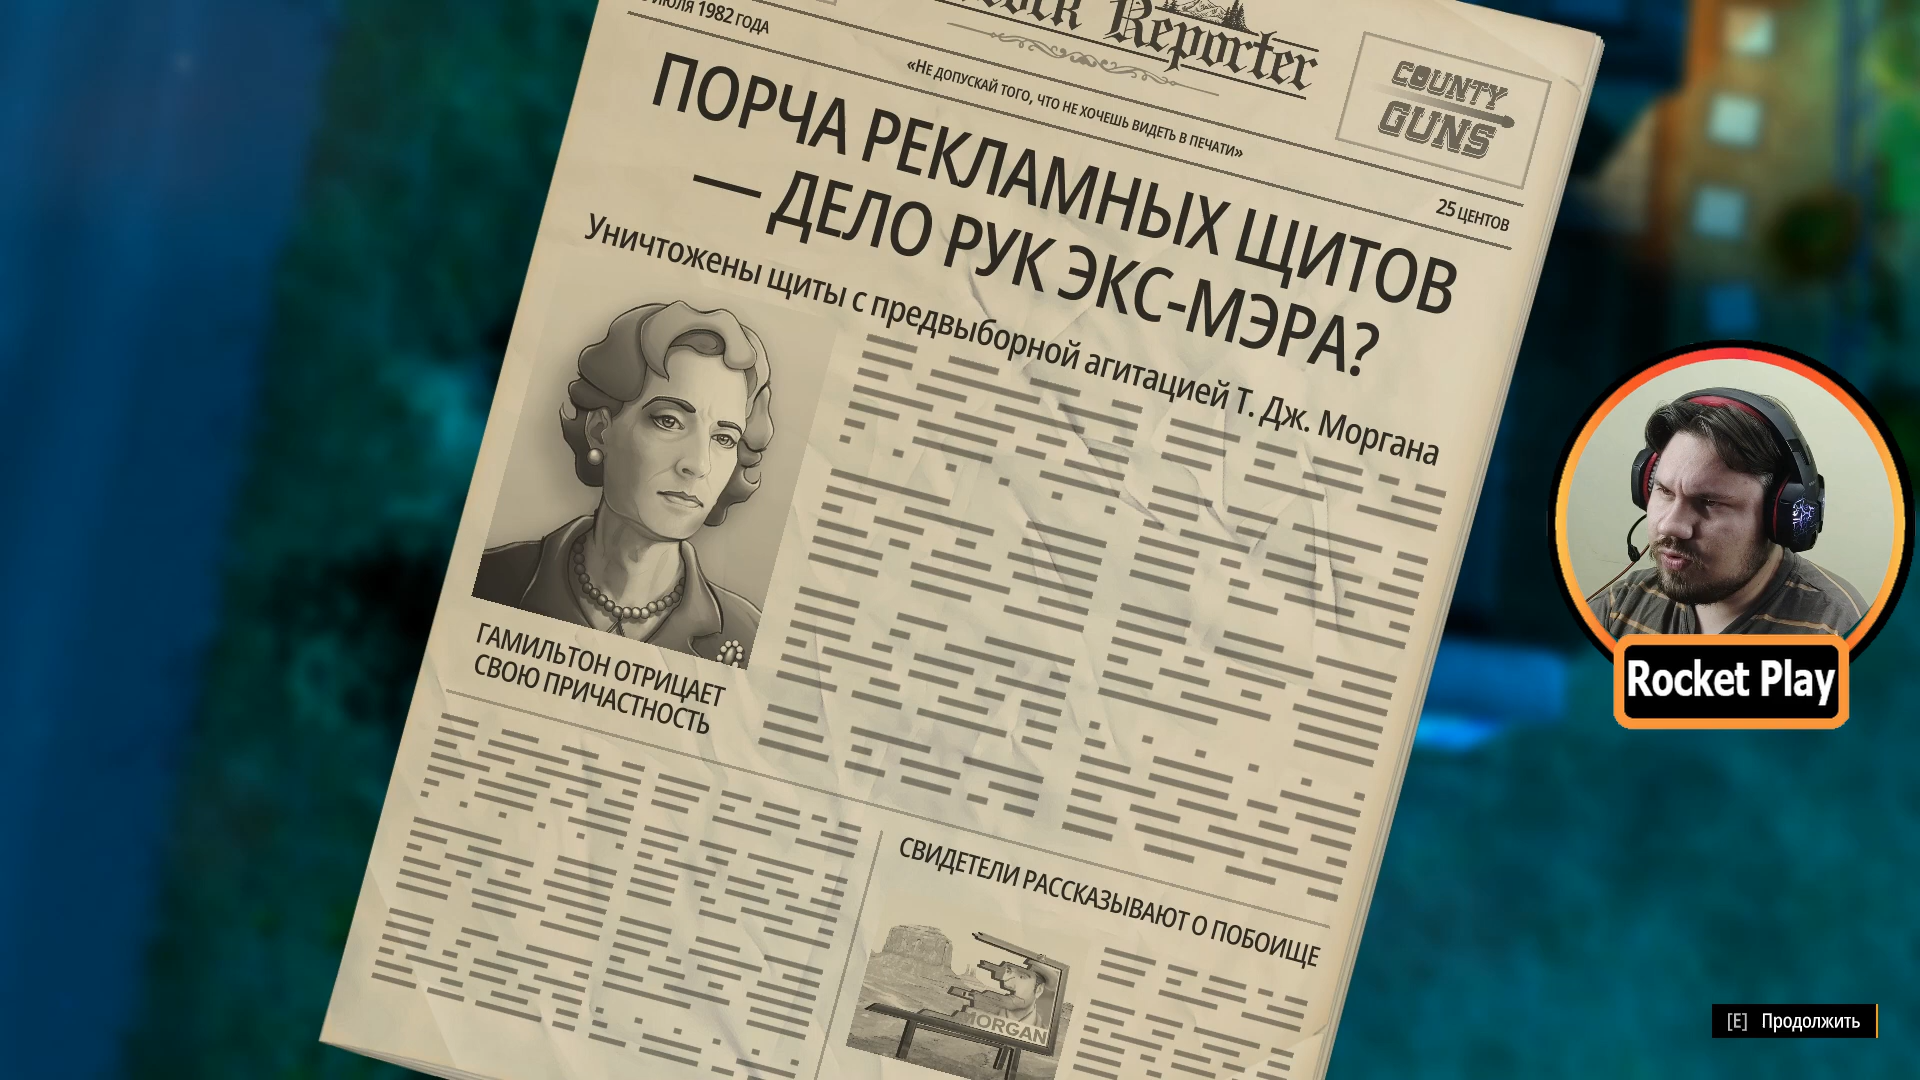 ИЮЛЯ 1982 ГОДА
Reporter
COUNTY
GUNS
«НЕ ДОПУСКАЙ ТОГО, ЧТО НЕ ХОЧЕШЬ ВИДЕТЬ В ПЕЧАТИ»
25 ЦЕНТОВ
ПОРЧА РЕКЛАМНЫХ ЩИТОВ
— ДЕЛО РУК ЭКС-МЭРА?
Уничтожены щиты с предвыборной агитацией Т. Дж. Моргана
ГАМИЛЬТОН ОТРИЦАЕТ
СВОЮ ПРИЧАСТНОСТЬ
СВИДЕТЕЛИ РАССКАЗЫВАЮТ О ПОБОИЩЕ
MORGAN
Rocket Play
[E] Продолжить